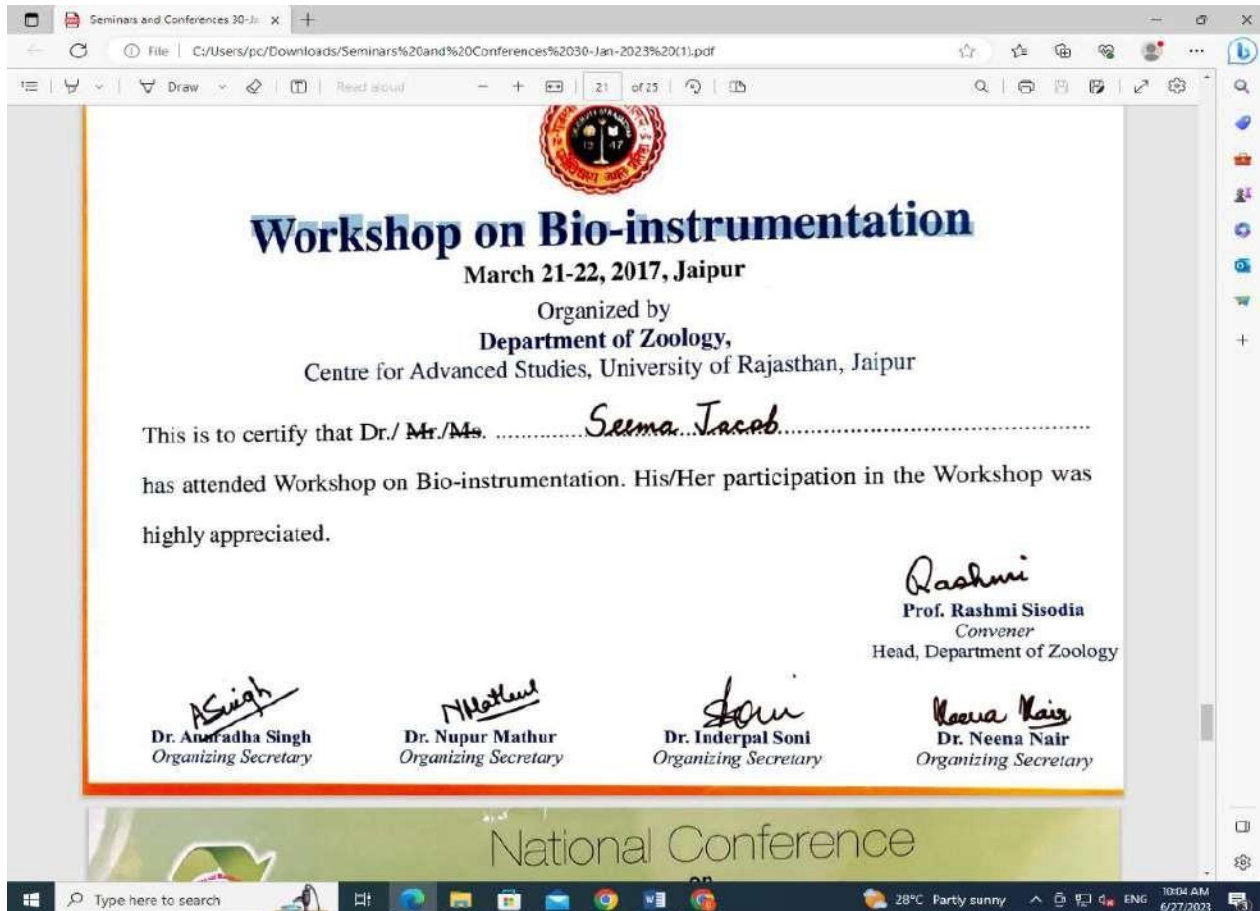 Seminars and Conferences 30-Ja
File | C:/Users/pc/Downloads/Seminars%20and%20Conferences%2030-Jan-2023%20(1).pdf
Draw Read aloud 21 of 25
Workshop on Bio-instrumentation
March 21-22, 2017, Jaipur
Organized by
Department of Zoology,
Centre for Advanced Studies, University of Rajasthan, Jaipur
This is to certify that Dr./ Mr./Ms. Seema Jacob
has attended Workshop on Bio-instrumentation. His/Her participation in the Workshop was
highly appreciated.
Rashmi
Prof. Rashmi Sisodia
Convener
Head, Department of Zoology
ASingh NMathur Soni Neena Nair
Dr. Anuradha Singh Dr. Nupur Mathur Dr. Inderpal Soni Dr. Neena Nair
Organizing Secretary Organizing Secretary Organizing Secretary Organizing Secretary
National Conference
on
Type here to search 28°C Partly sunny ENG 10:04 AM
6/27/2023